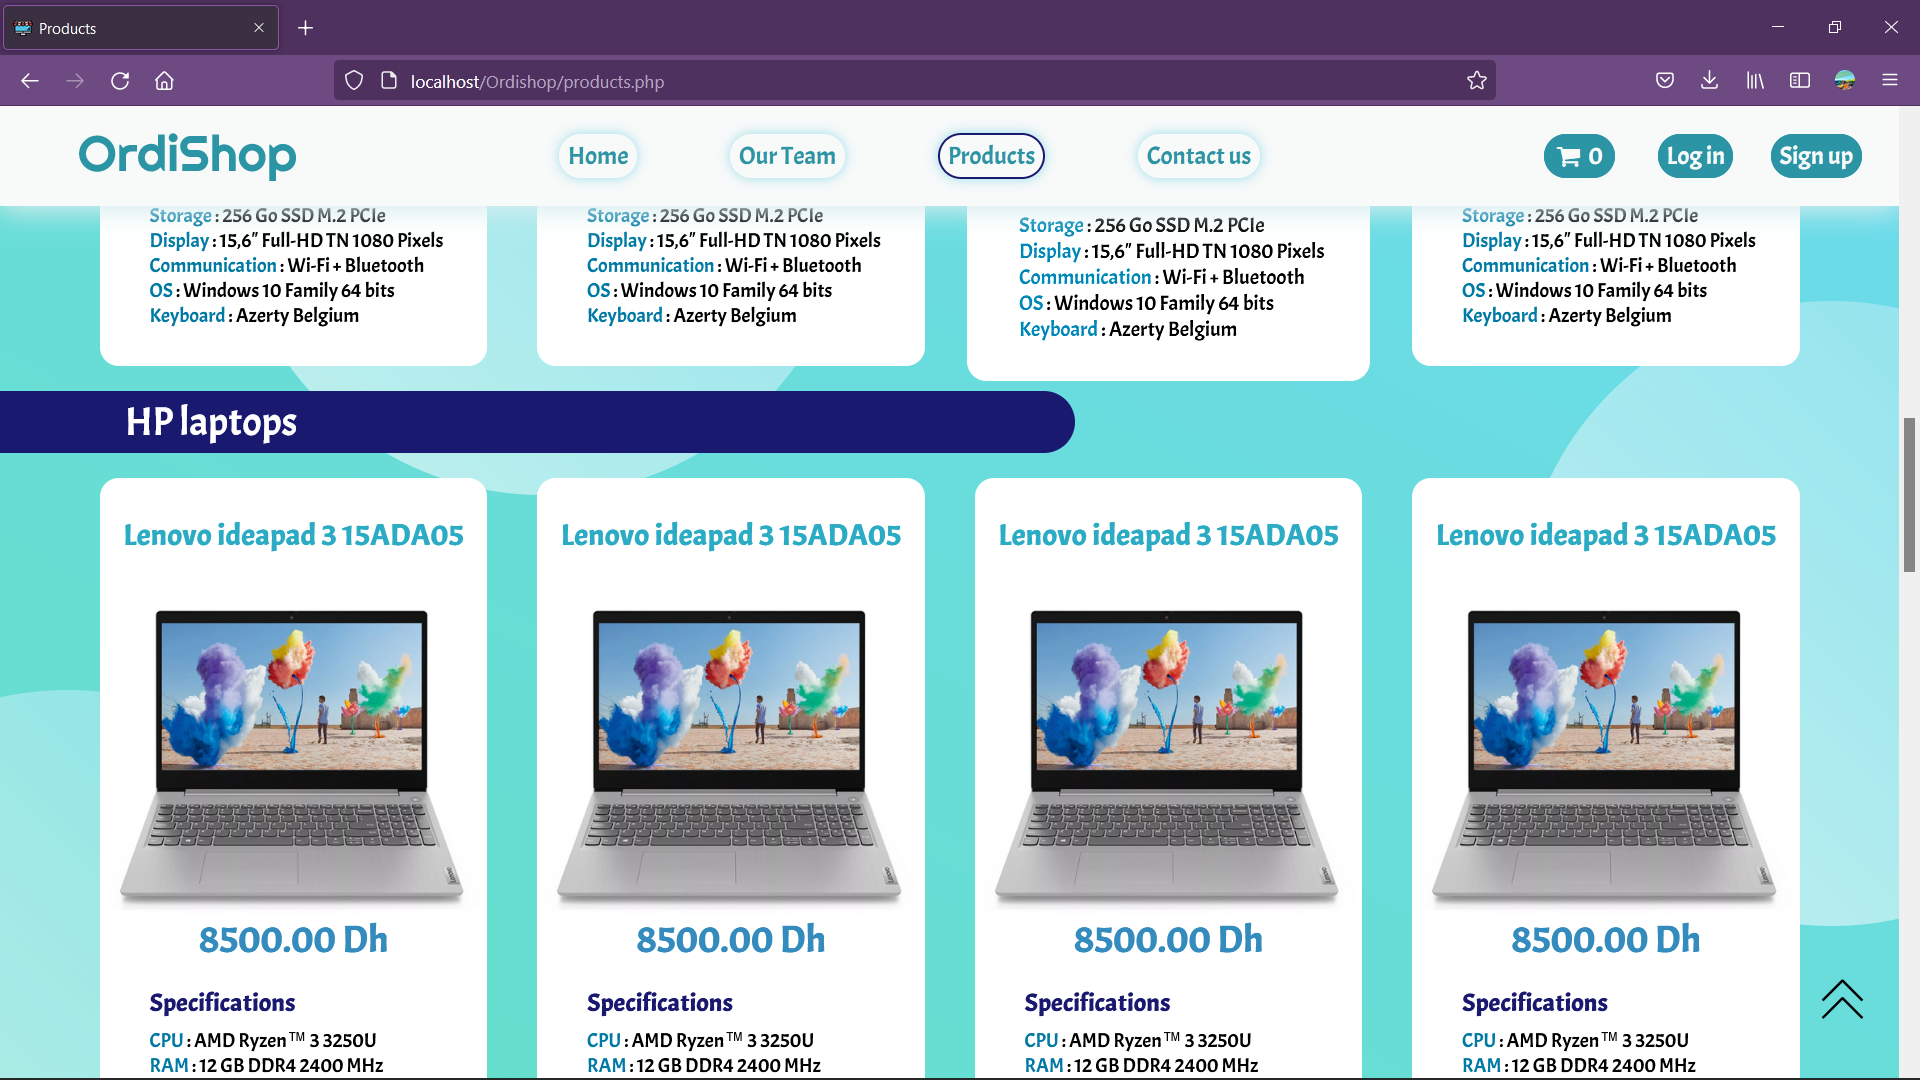 Products
localhost/Ordishop/products.php
OrdiShop
Home
Our Team
Products
Contact us
0
Log in
Sign up
Storage : 256 Go SSD M.2 PCIe
Display : 15,6" Full-HD TN 1080 Pixels
Communication : Wi-Fi + Bluetooth
OS : Windows 10 Family 64 bits
Keyboard : Azerty Belgium
Storage : 256 Go SSD M.2 PCIe
Display : 15,6" Full-HD TN 1080 Pixels
Communication : Wi-Fi + Bluetooth
OS : Windows 10 Family 64 bits
Keyboard : Azerty Belgium
Storage : 256 Go SSD M.2 PCIe
Display : 15,6" Full-HD TN 1080 Pixels
Communication : Wi-Fi + Bluetooth
OS : Windows 10 Family 64 bits
Keyboard : Azerty Belgium
Storage : 256 Go SSD M.2 PCIe
Display : 15,6" Full-HD TN 1080 Pixels
Communication : Wi-Fi + Bluetooth
OS : Windows 10 Family 64 bits
Keyboard : Azerty Belgium
HP laptops
Lenovo ideapad 3 15ADA05
Lenovo
8500.00 Dh
Specifications
CPU : AMD Ryzen™ 3 3250U
RAM : 12 GB DDR4 2400 MHz
Lenovo ideapad 3 15ADA05
Lenovo
8500.00 Dh
Specifications
CPU : AMD Ryzen™ 3 3250U
RAM : 12 GB DDR4 2400 MHz
Lenovo ideapad 3 15ADA05
Lenovo
8500.00 Dh
Specifications
CPU : AMD Ryzen™ 3 3250U
RAM : 12 GB DDR4 2400 MHz
Lenovo ideapad 3 15ADA05
Lenovo
8500.00 Dh
Specifications
CPU : AMD Ryzen™ 3 3250U
RAM : 12 GB DDR4 2400 MHz